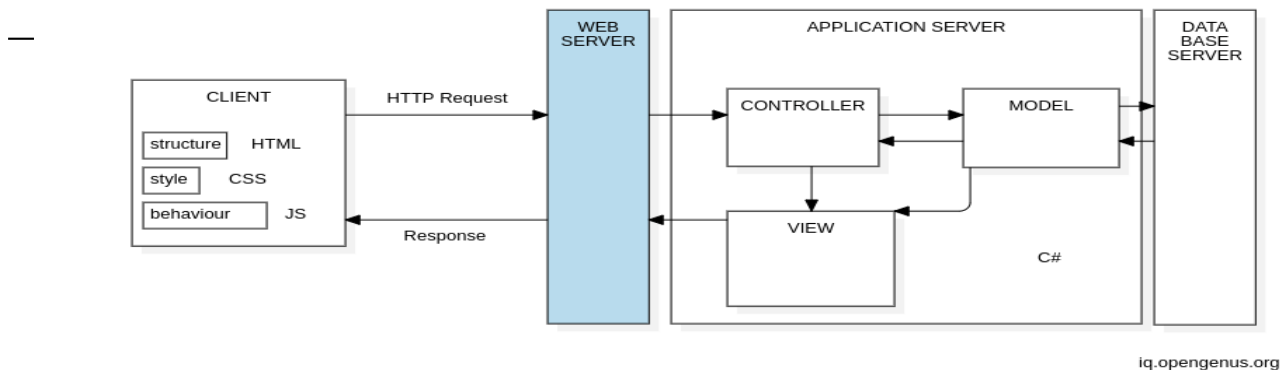 WEB
SERVER
APPLICATION SERVER
DATA
BASE
SERVER
CLIENT
HTTP Request
CONTROLLER
MODEL
structure HTML
style CSS
behaviour JS
Response
VIEW
C#
iq.opengenus.org